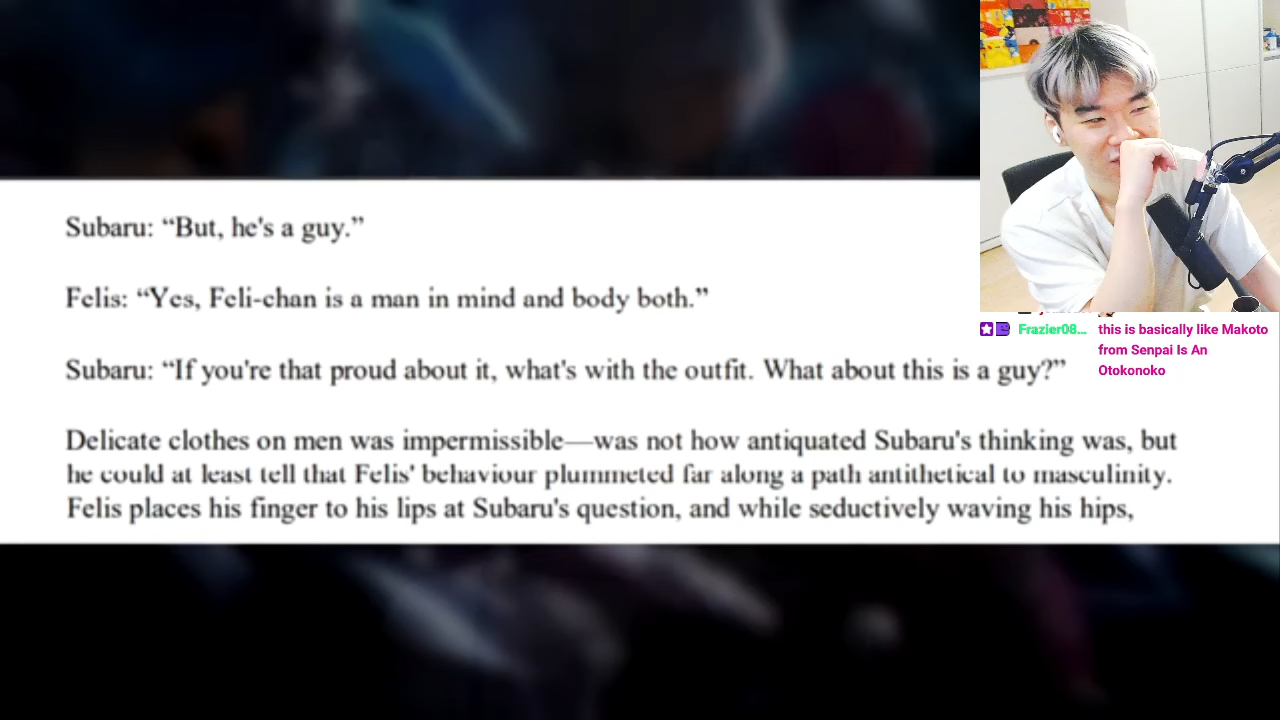 Subaru: “But, he's a guy.”
Felis: “Yes, Feli-chan is a man in mind and body both.”
Subaru: “If you're that proud about it, what's with the outfit. What about this is a guy?”
Delicate clothes on men was impermissible—was not how antiquated Subaru's thinking was, but
he could at least tell that Felis' behaviour plummeted far along a path antithetical to masculinity.
Felis places his finger to his lips at Subaru's question, and while seductively waving his hips,
Frazier08... this is basically like Makoto
from Senpai Is An
Otokonoko